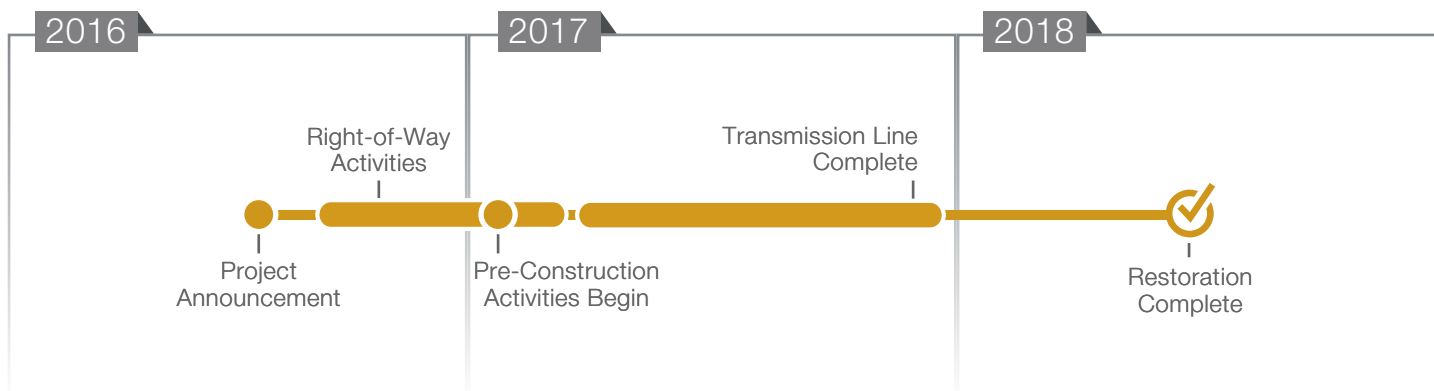 2016
2017
2018
Right-of-Way
Activities
Transmission Line
Complete
Project
Announcement
Pre-Construction
Activities Begin
Restoration
Complete